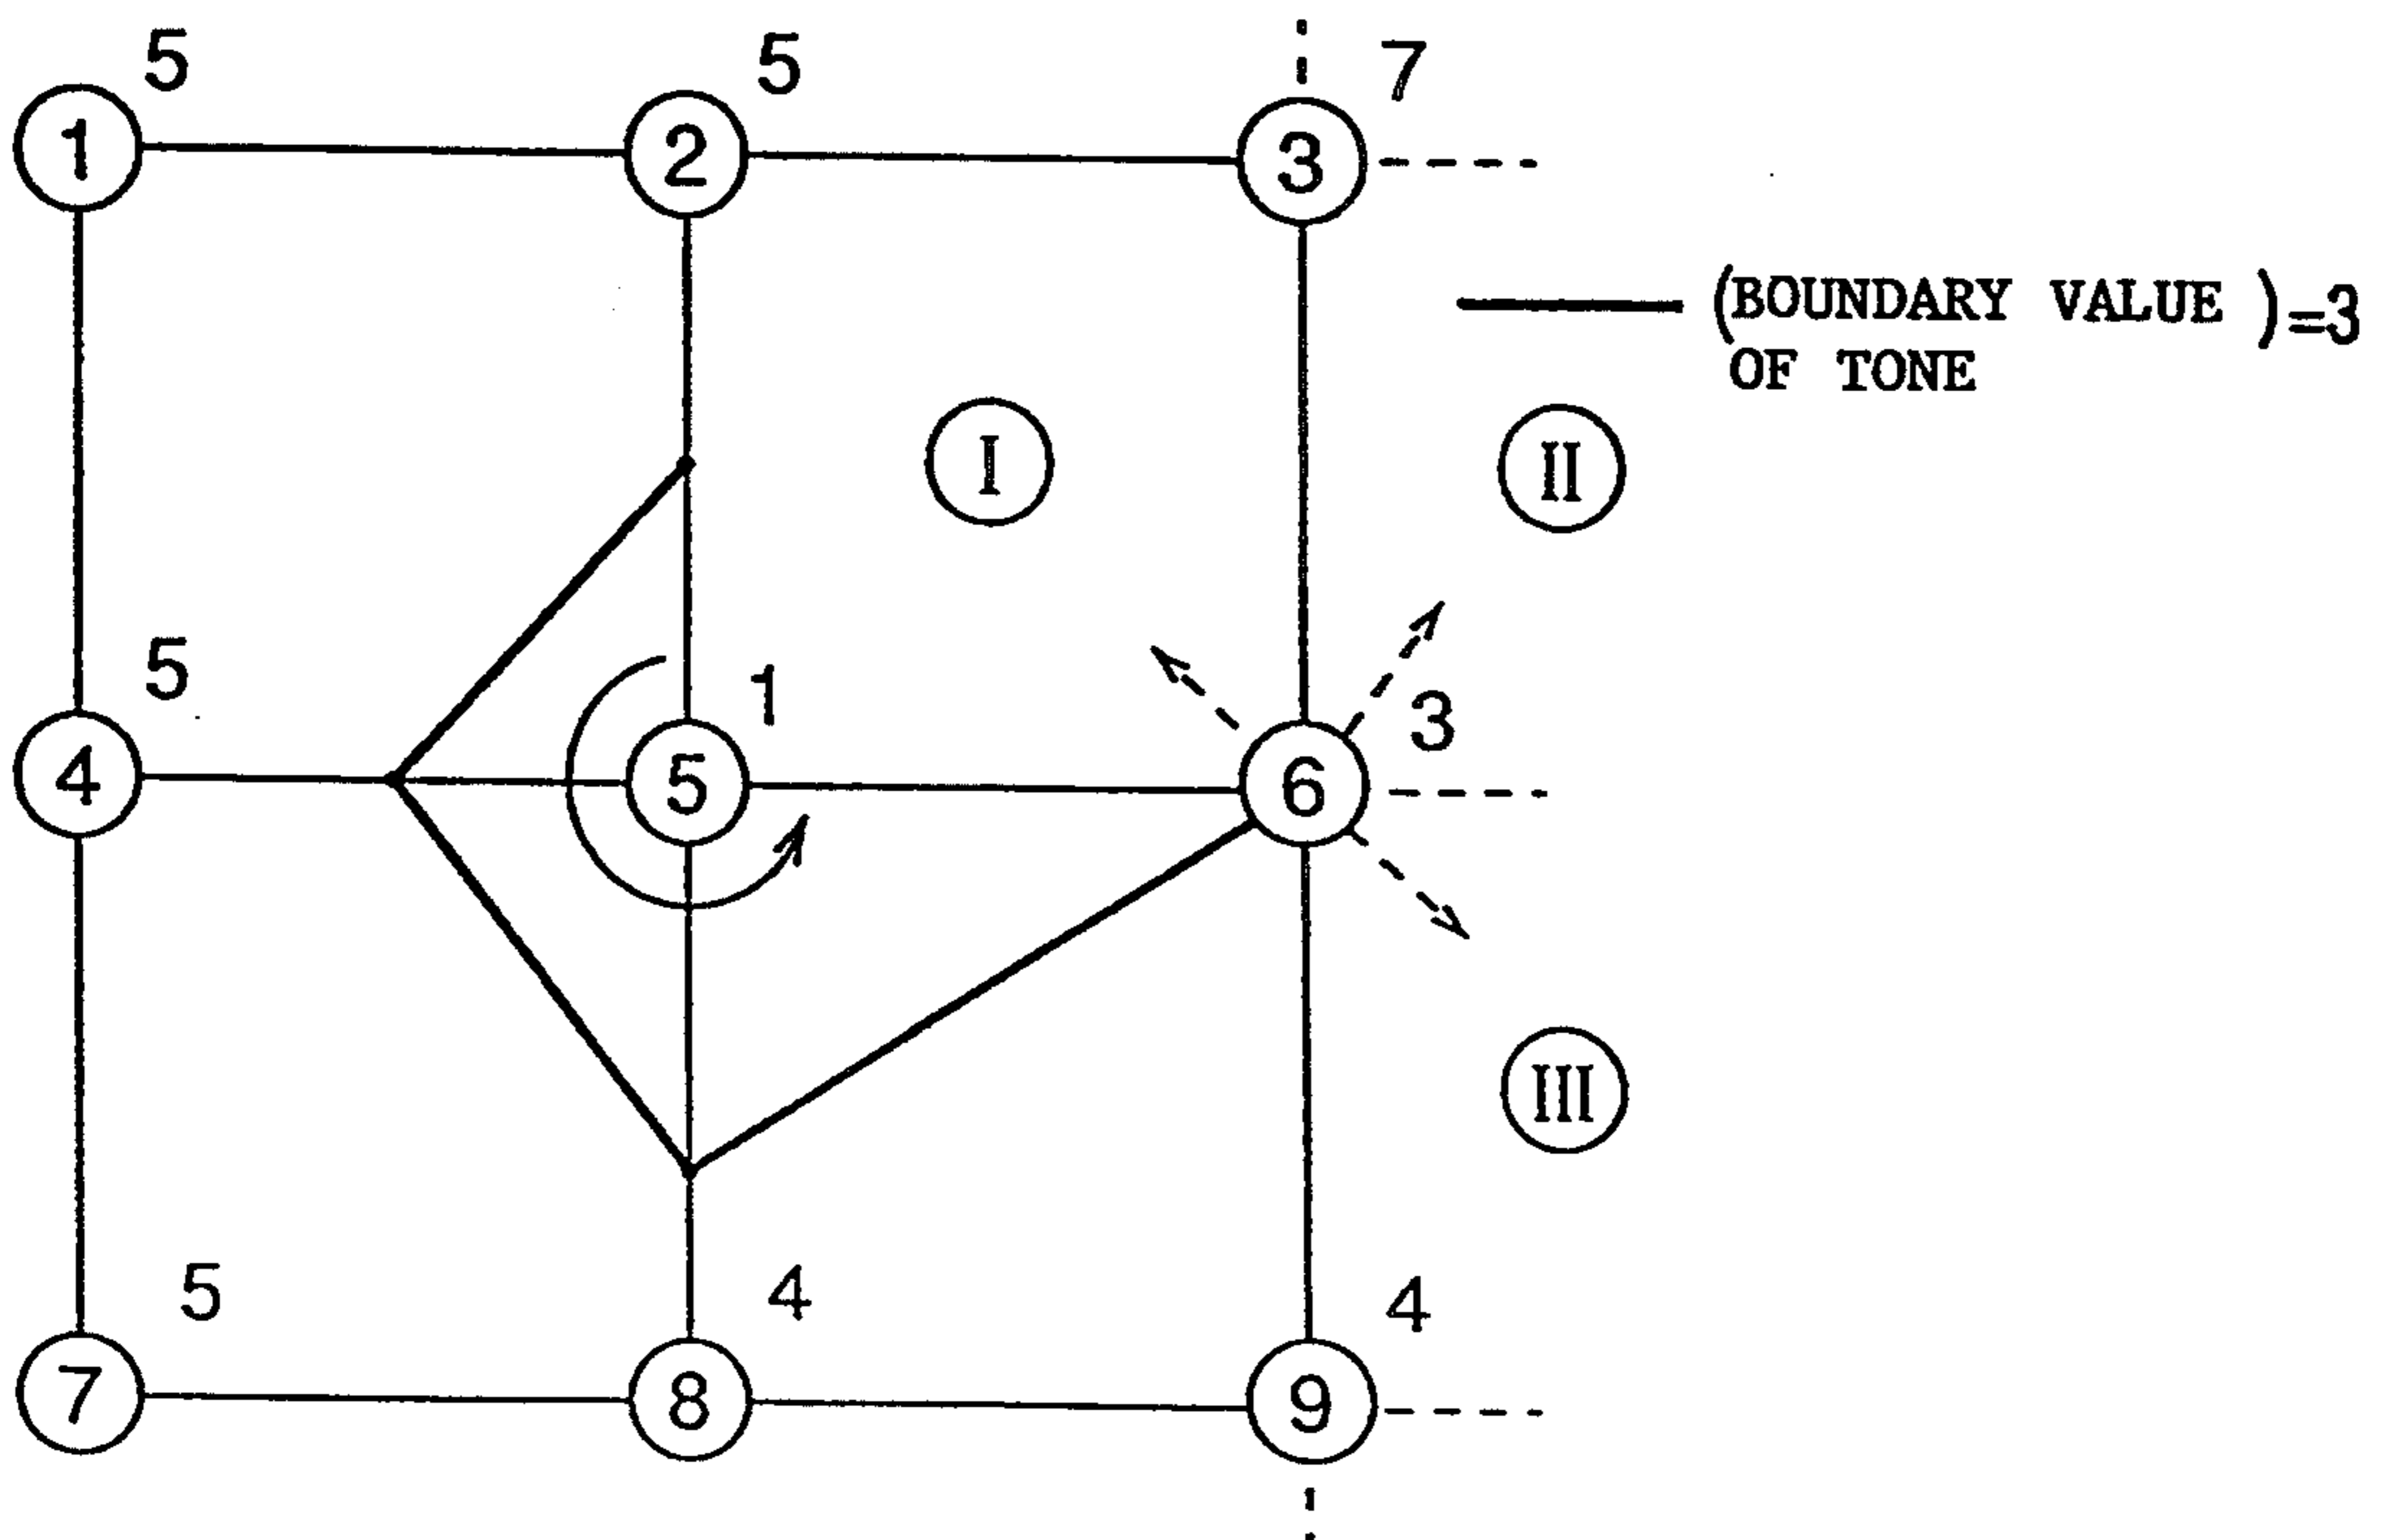 5 5 7
1 2 3
(BOUNDARY VALUE )=3
OF TONE
I II
5 1 3
4 5 6
III
5 4 4
7 8 9